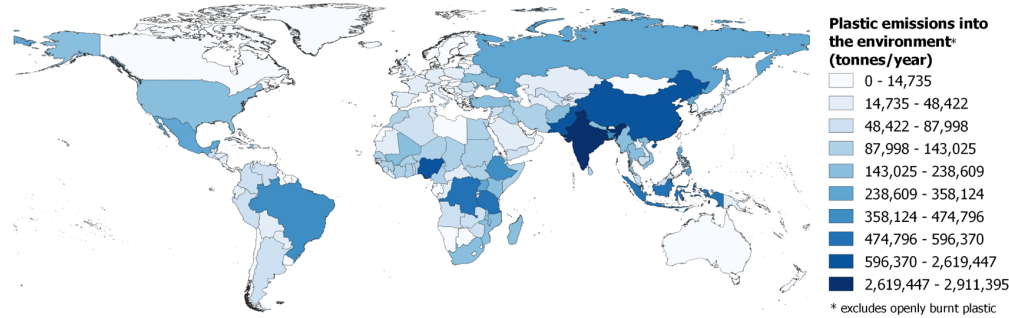 Plastic emissions into
the environment*
(tonnes/year)
0 - 14,735
14,735 - 48,422
48,422 - 87,998
87,998 - 143,025
143,025 - 238,609
238,609 - 358,124
358,124 - 474,796
474,796 - 596,370
596,370 - 2,619,447
2,619,447 - 2,911,395
* excludes openly burnt plastic